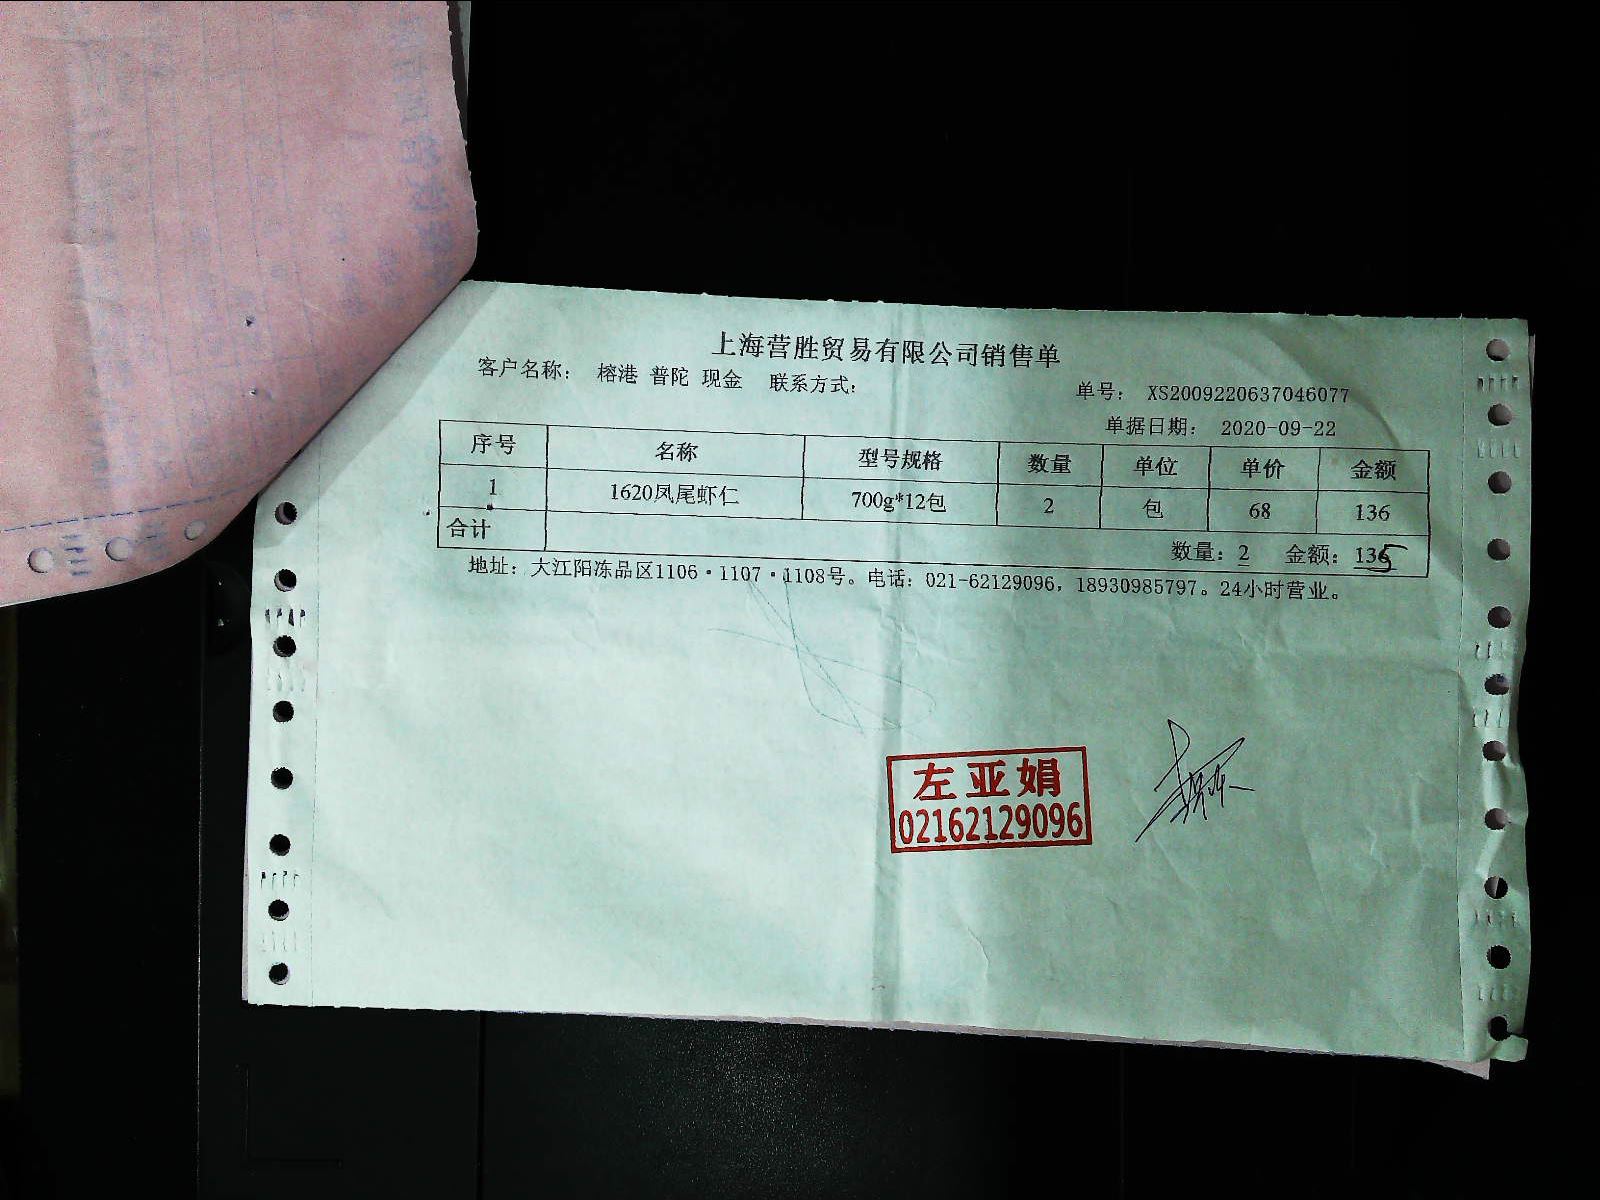 上海营胜贸易有限公司销售单
客户名称： 榕港 普陀 现金 联系方式： 单号： XS2009220637046077
单据日期： 2020-09-22
序号 名称 型号规格 数量 单位 单价 金额
1 1620凤尾虾仁 700g*12包 2 包 68 136
合计 数量：2 金额：135
地址：大江阳冻品区1106·1107·1108号。电话：021-62129096，18930985797。24小时营业。
左亚娟
02162129096